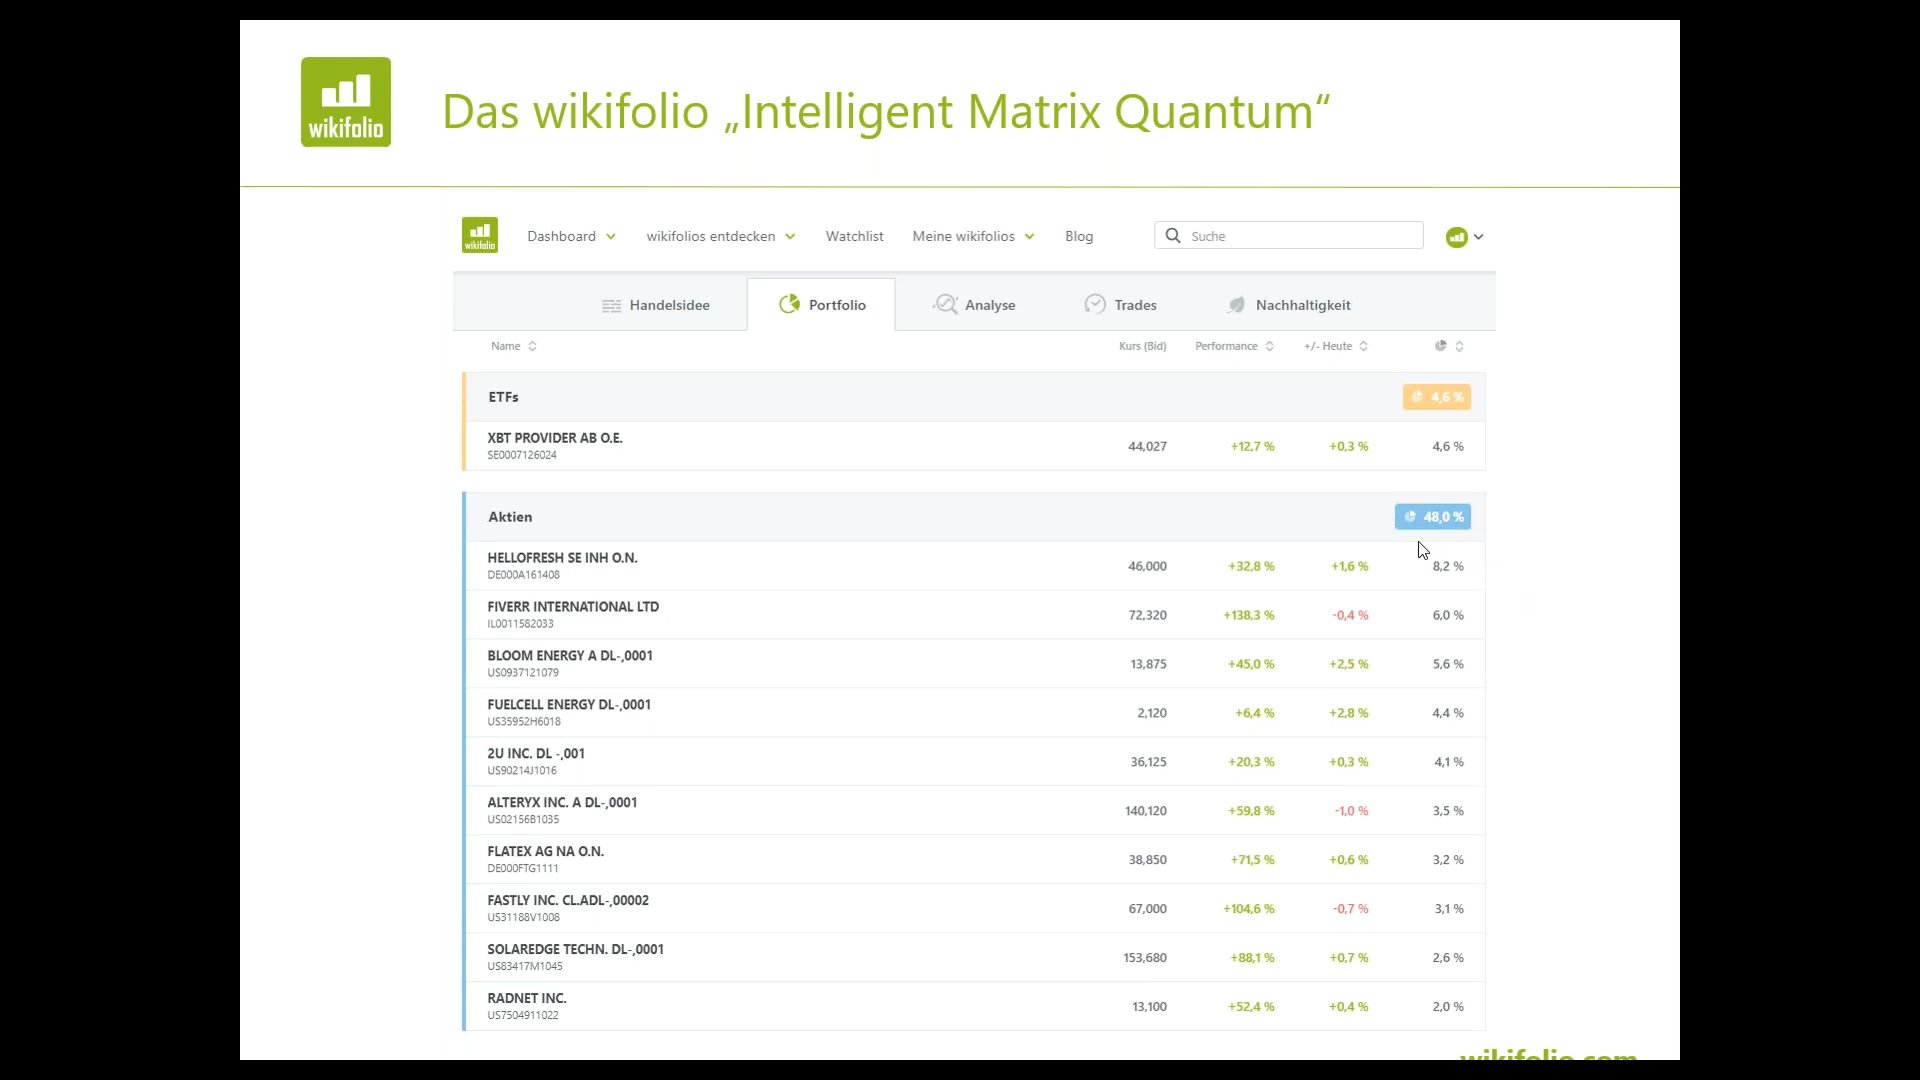 wikifolio
Das wikifolio „Intelligent Matrix Quantum“
wikifolio
Dashboard wikifolios entdecken Watchlist Meine wikifolios Blog Suche
Handelsidee Portfolio Analyse Trades Nachhaltigkeit
Name Kurs (Bid) Performance +/- Heute
ETFs 4,6 %
XBT PROVIDER AB O.E. 44,027 +12,7 % +0,3 % 4,6 %
SE0007126024
Aktien 48,0 %
HELLOFRESH SE INH O.N. 46,000 +32,8 % +1,6 % 8,2 %
DE000A161408
FIVERR INTERNATIONAL LTD 72,320 +138,3 % -0,4 % 6,0 %
IL0011582033
BLOOM ENERGY A DL-,0001 13,875 +45,0 % +2,5 % 5,6 %
US0937121079
FUELCELL ENERGY DL-,0001 2,120 +6,4 % +2,8 % 4,4 %
US35952H6018
2U INC. DL -,001 36,125 +20,3 % +0,3 % 4,1 %
US90214J1016
ALTERYX INC. A DL-,0001 140,120 +59,8 % -1,0 % 3,5 %
US02156B1035
FLATEX AG NA O.N. 38,850 +71,5 % +0,6 % 3,2 %
DE000FTG1111
FASTLY INC. CL.ADL-,00002 67,000 +104,6 % -0,7 % 3,1 %
US31188V1008
SOLAREDGE TECHN. DL-,0001 153,680 +88,1 % +0,7 % 2,6 %
US83417M1045
RADNET INC. 13,100 +52,4 % +0,4 % 2,0 %
US7504911022
wikifolio.com